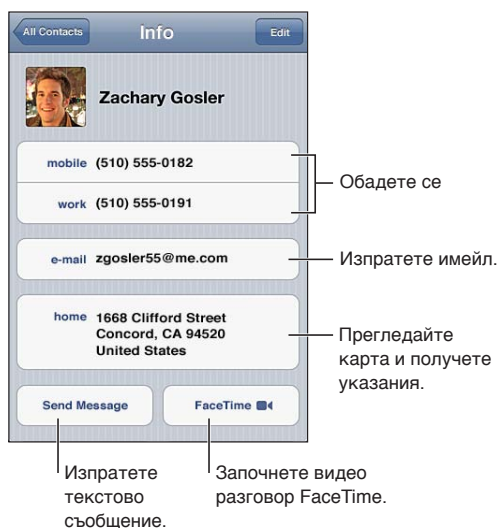 All Contacts Info Edit
Zachary Gosler
mobile (510) 555-0182
work (510) 555-0191
Обадете се
e-mail zgosler55@me.com
Изпратете имейл.
home 1668 Clifford Street
Concord, CA 94520
United States
Прегледайте
карта и получете
указания.
Send Message
FaceTime
Изпратете
текстово
съобщение.
Започнете видео
разговор FaceTime.